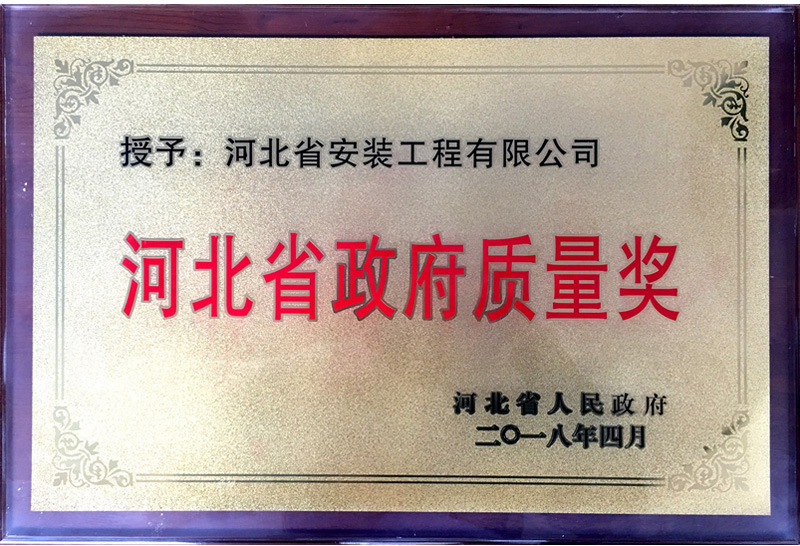 授予：河北省安装工程有限公司
河北省政府质量奖
河北省人民政府
二〇一八年四月